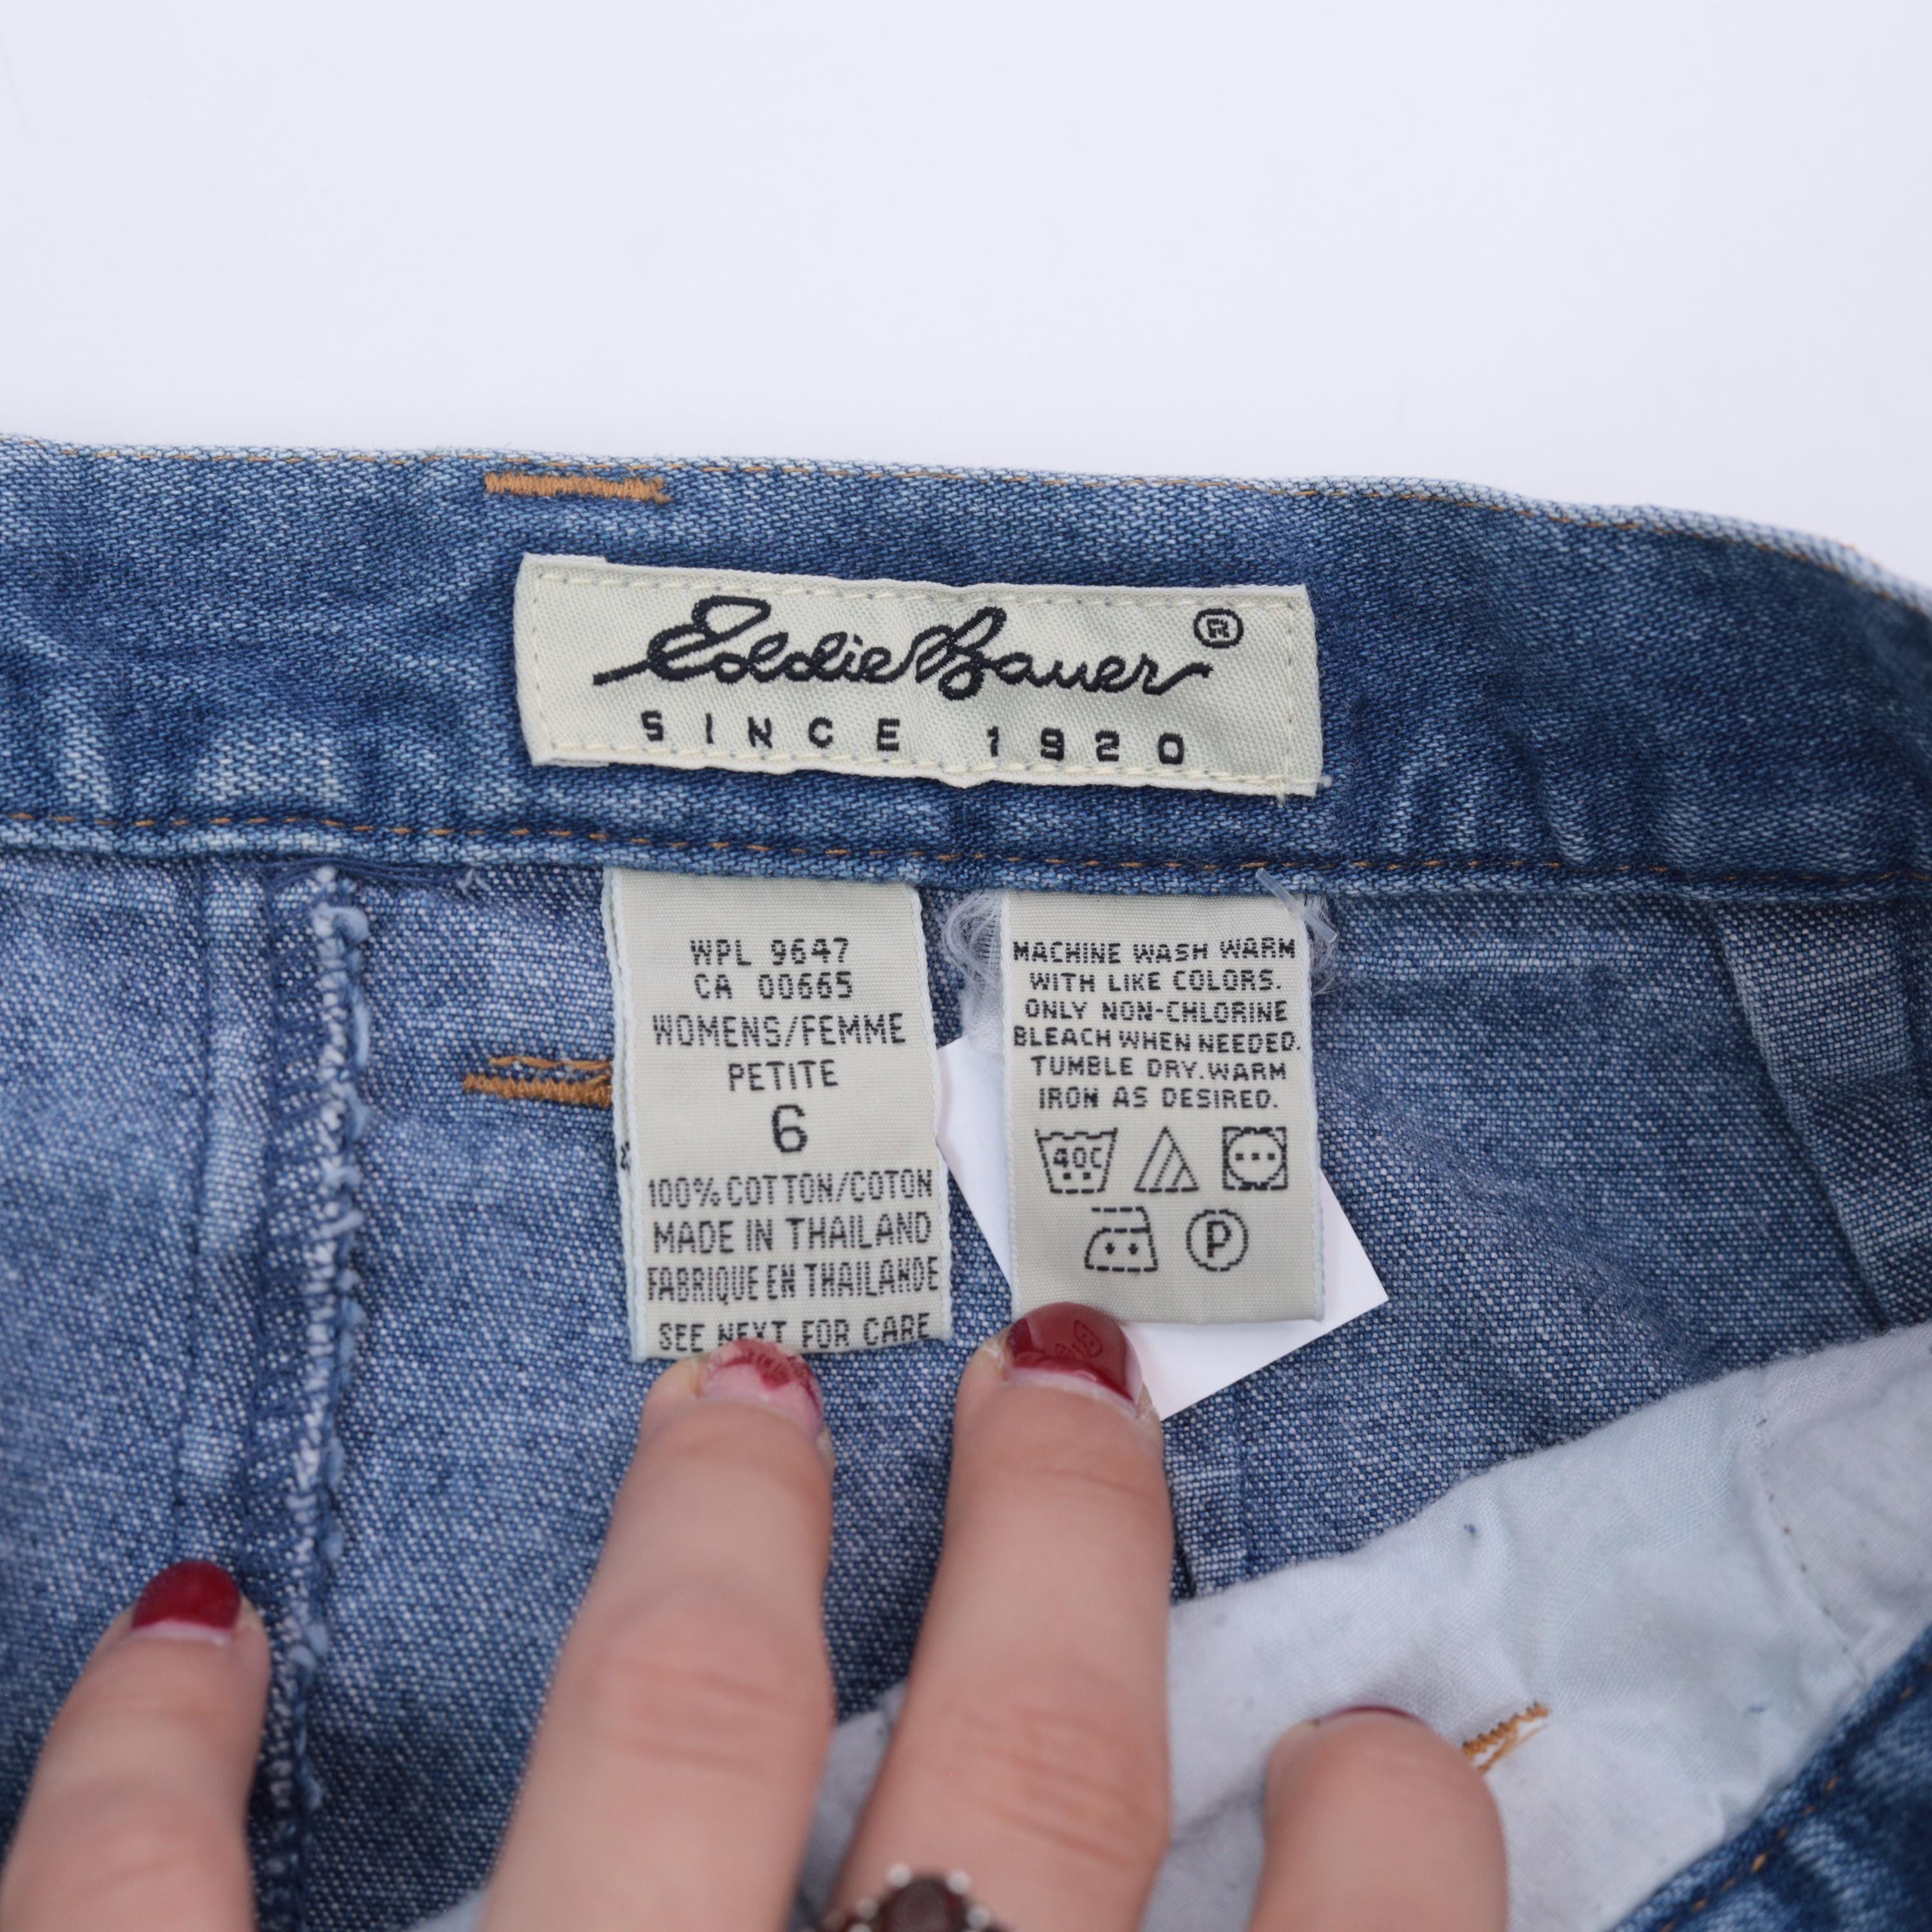 Eddie Bauer ®
SINCE 1920
WPL 9647
CA 00665
WOMENS/FEMME
PETITE
6
100% COTTON/COTON
MADE IN THAILAND
FABRIQUE EN THAILANDE
SEE NEXT FOR CARE
MACHINE WASH WARM
WITH LIKE COLORS.
ONLY NON-CHLORINE
BLEACH WHEN NEEDED.
TUMBLE DRY.WARM
IRON AS DESIRED.
40C
P